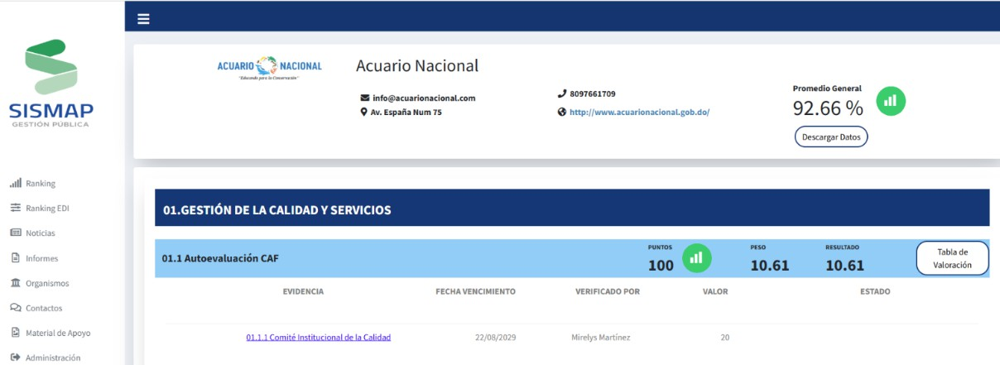 SISMAP
GESTIÓN PÚBLICA
Ranking
Ranking EDI
Noticias
Informes
Organismos
Contactos
Material de Apoyo
Administración
ACUARIO NACIONAL
"Educando para la Conservación"
Acuario Nacional
info@acuarionacional.com
Av. España Num 75
8097661709
http://www.acuarionacional.gob.do/
Promedio General
92.66 %
Descargar Datos
01.GESTIÓN DE LA CALIDAD Y SERVICIOS
01.1 Autoevaluación CAF
PUNTOS
100
PESO
10.61
RESULTADO
10.61
Tabla de
Valoración
EVIDENCIA FECHA VENCIMIENTO VERIFICADO POR VALOR ESTADO
01.1.1 Comité Institucional de la Calidad 22/08/2029 Mirelys Martínez 20